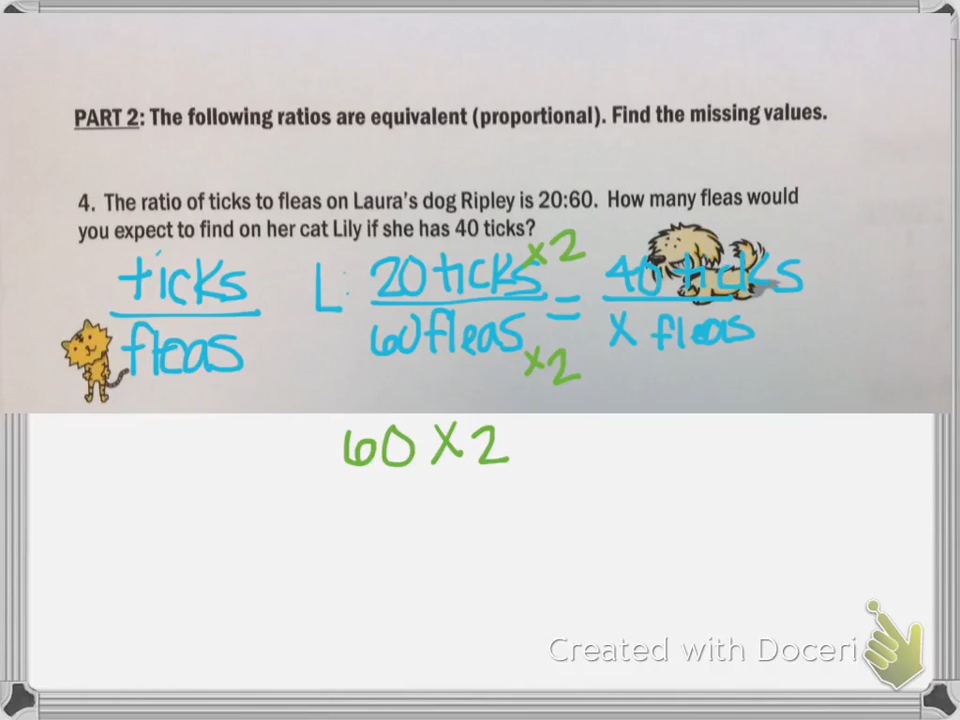 PART 2: The following ratios are equivalent (proportional). Find the missing values.
4. The ratio of ticks to fleas on Laura's dog Ripley is 20:60. How many fleas would
you expect to find on her cat Lily if she has 40 ticks?
ticks
fleas
L: 20 ticks x2 = 40 ticks
60 fleas x2 x fleas
60 x 2
Created with Doceri